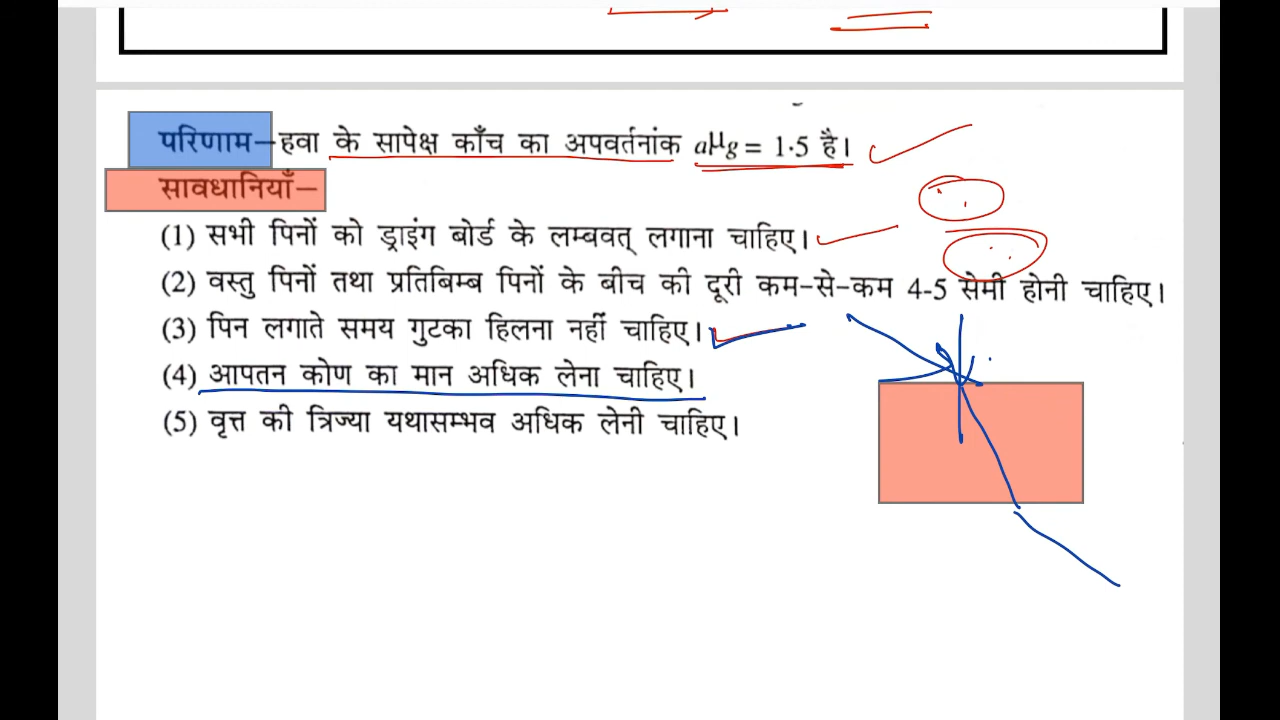 परिणाम–हवा के सापेक्ष काँच का अपवर्तनांक aμg = 1·5 है।
सावधानियाँ–
(1) सभी पिनों को ड्राइंग बोर्ड के लम्बवत् लगाना चाहिए।
(2) वस्तु पिनों तथा प्रतिबिम्ब पिनों के बीच की दूरी कम-से-कम 4-5 सेमी होनी चाहिए।
(3) पिन लगाते समय गुटका हिलना नहीं चाहिए।
(4) आपतन कोण का मान अधिक लेना चाहिए।
(5) वृत्त की त्रिज्या यथासम्भव अधिक लेनी चाहिए।